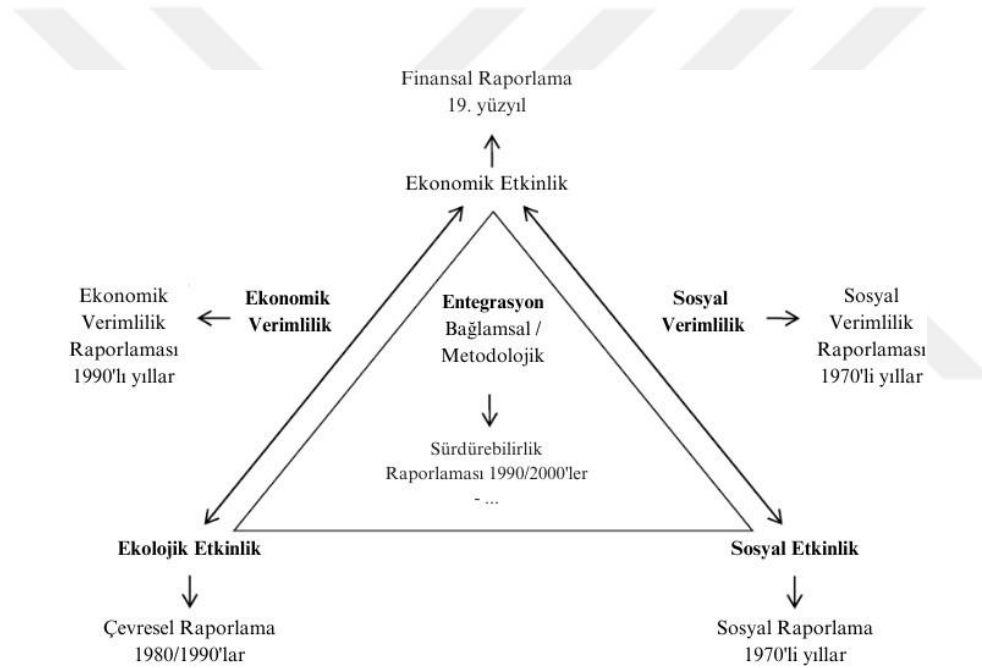 Finansal Raporlama
19. yüzyıl
Ekonomik Etkinlik
Ekonomik
Verimlilik
Raporlaması
1990'lı yıllar
Ekonomik
Verimlilik
Entegrasyon
Bağlamsal /
Metodolojik
Sürdürebilirlik
Raporlaması 1990/2000'ler
- ...
Sosyal
Verimlilik
Sosyal
Verimlilik
Raporlaması
1970'li yıllar
Ekolojik Etkinlik
Çevresel Raporlama
1980/1990'lar
Sosyal Etkinlik
Sosyal Raporlama
1970'li yıllar